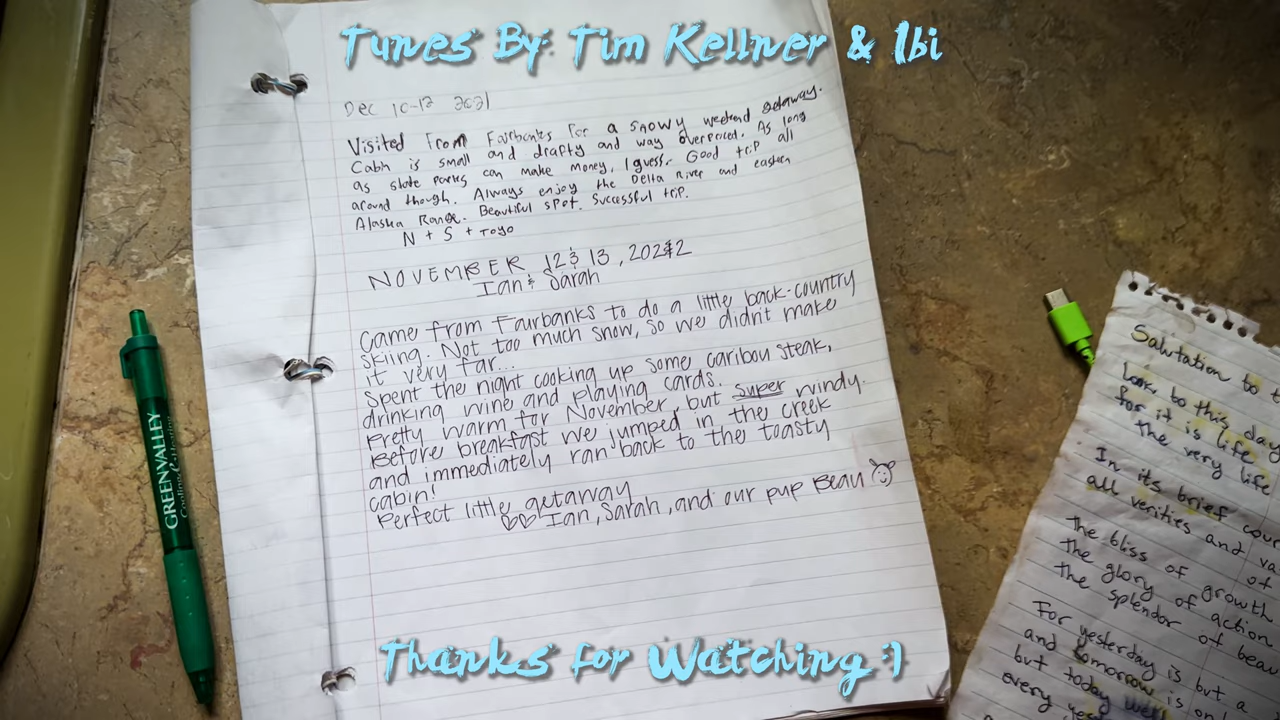 Tunes By: Tim Kellner & Ibi
Dec 10-12 2021
Visited From Fairbanks For a snowy weekend getaway.
Cabin is small and drafty and way overpriced. As long
as state parks can make money, I guess. Good trip all
around though. Always enjoy the Delta River and eastern
Alaska Range. Beautiful spot. Successful trip.
N + S + Toyo
NOVEMBER 12 & 13, 2022
Ian & Sarah
Came from Fairbanks to do a little back-country
skiing. Not too much snow, so we didn't make
it very far...
Spent the night cooking up some caribou steak,
drinking wine and playing cards.
Pretty warm for November, but super windy.
Before breakfast we jumped in the creek
and immediately ran back to the toasty
cabin!
Perfect little getaway
Ian, Sarah, and our pup Beau
GREENVALLEY
Salutation to t
Look to this day
for it is life
the very life
In its brief cour
all verities and va
of
the bliss of growth
the glory of action
the splendor of beau
For yesterday is but a
and tomorrow is onl
but today well
every yes
Thanks for Watching :)